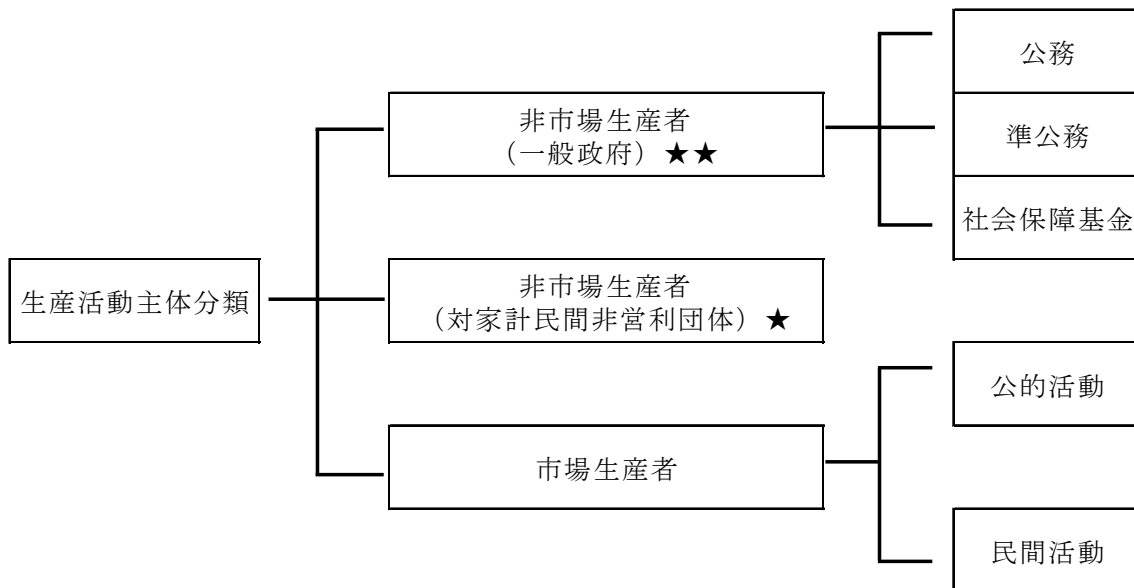 生産活動主体分類
非市場生産者
（一般政府）★★
公務
準公務
社会保障基金
非市場生産者
（対家計民間非営利団体）★
市場生産者
公的活動
民間活動